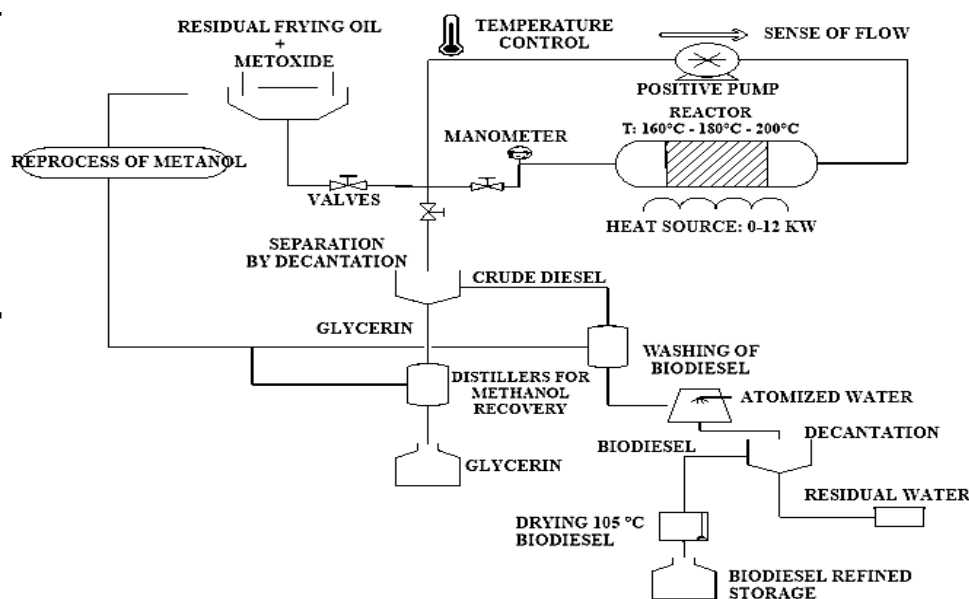 RESIDUAL FRYING OIL
+
METOXIDE
TEMPERATURE
CONTROL
SENSE OF FLOW
POSITIVE PUMP
REACTOR
T: 160°C - 180°C - 200°C
MANOMETER
REPROCESS OF METANOL
VALVES
HEAT SOURCE: 0-12 KW
SEPARATION
BY DECANTATION
CRUDE DIESEL
GLYCERIN
WASHING OF
BIODIESEL
DISTILLERS FOR
METHANOL
RECOVERY
ATOMIZED WATER
DECANTATION
BIODIESEL
GLYCERIN
RESIDUAL WATER
DRYING 105 °C
BIODIESEL
BIODIESEL REFINED
STORAGE